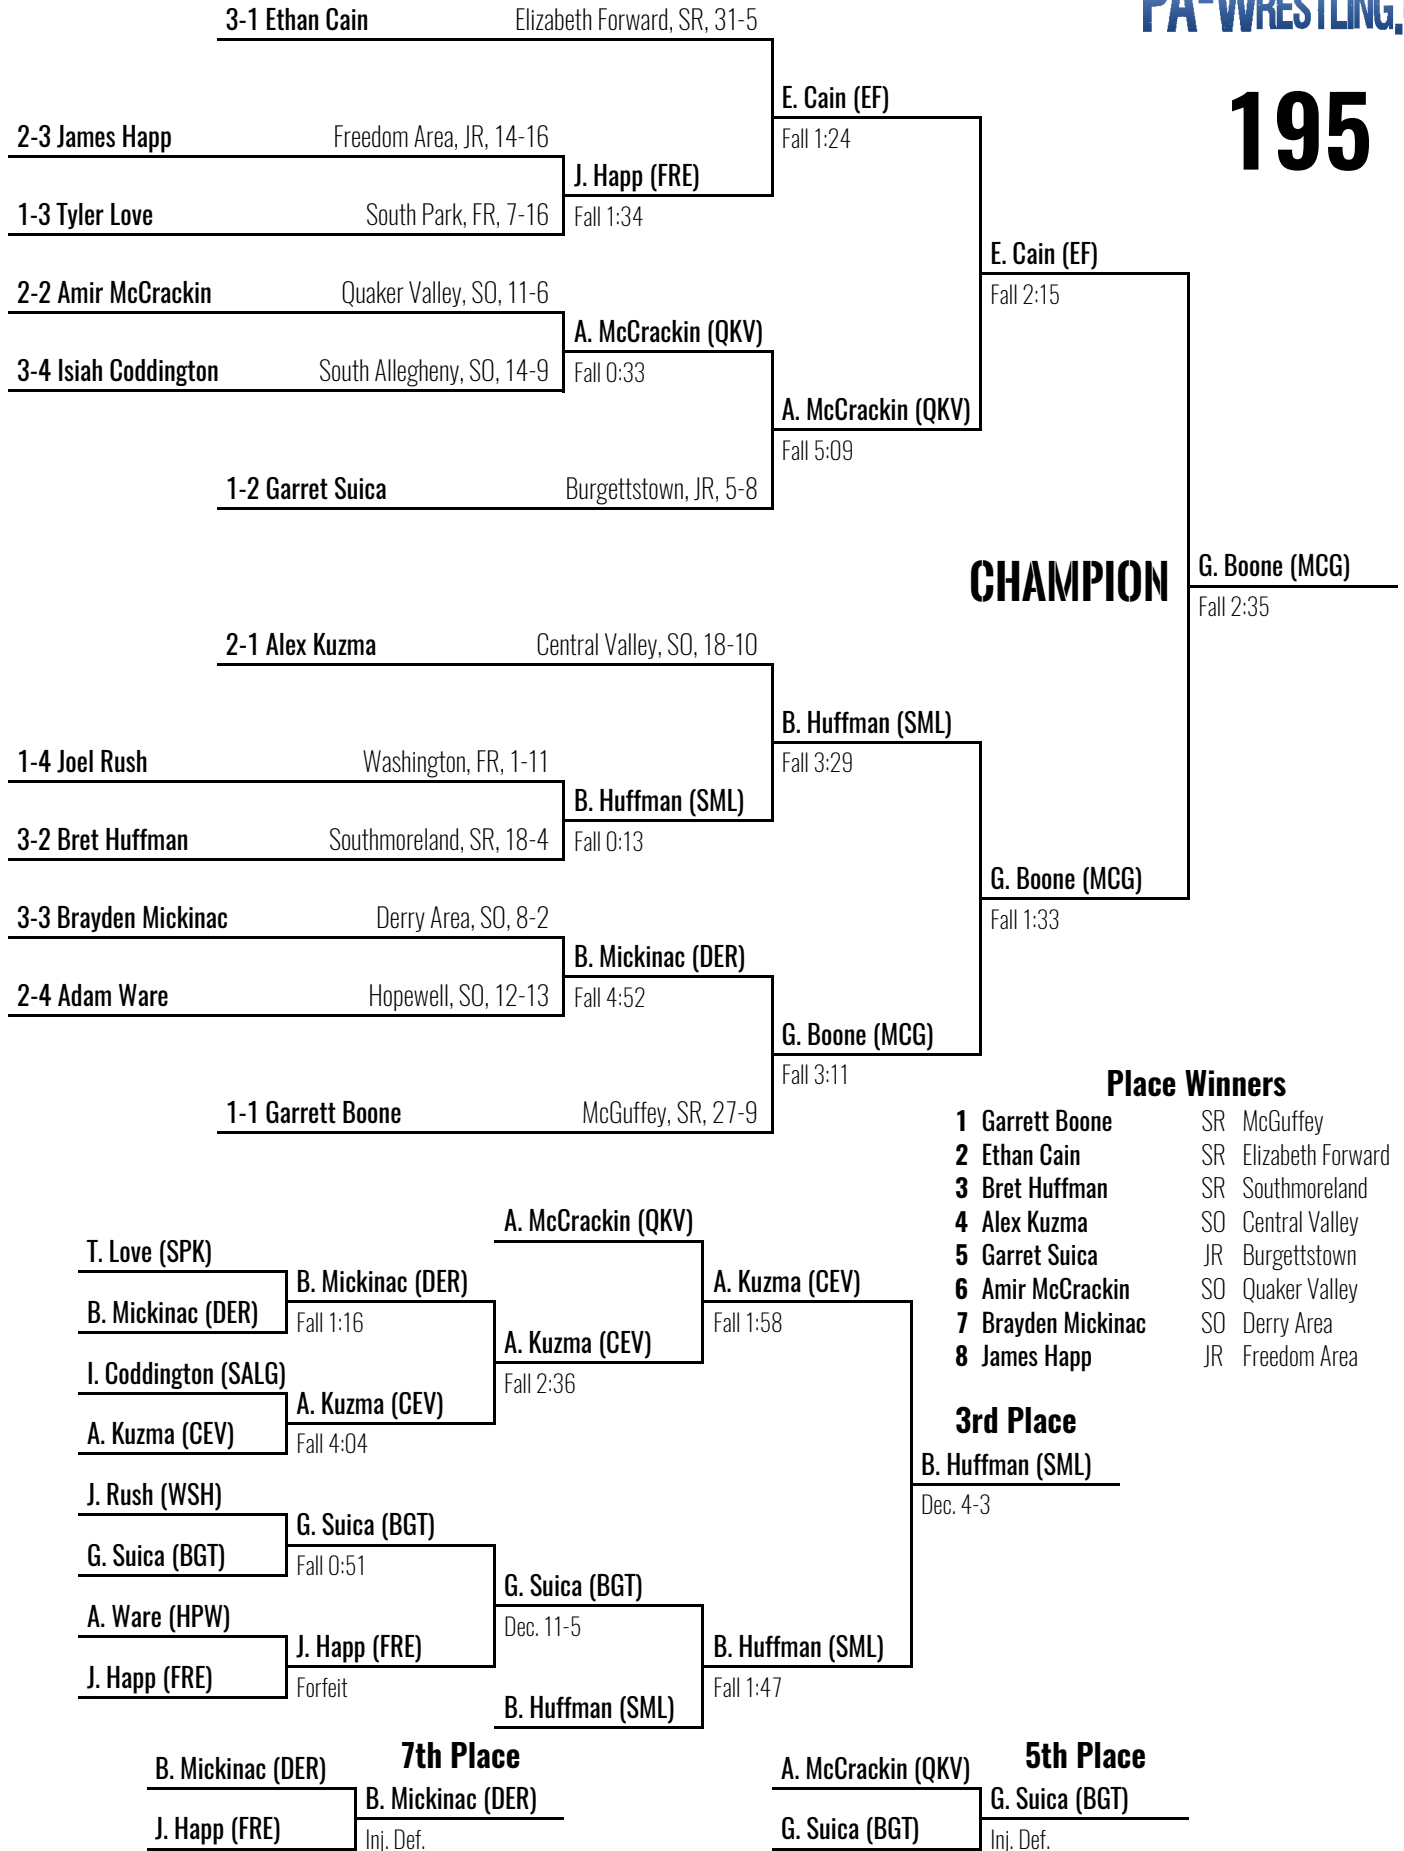 PA-WRESTLING.
195
3-1 Ethan Cain Elizabeth Forward, SR, 31-5
E. Cain (EF)
Fall 1:24
2-3 James Happ Freedom Area, JR, 14-16
J. Happ (FRE)
Fall 1:34
1-3 Tyler Love South Park, FR, 7-16
E. Cain (EF)
Fall 2:15
2-2 Amir McCrackin Quaker Valley, SO, 11-6
A. McCrackin (QKV)
Fall 0:33
3-4 Isiah Coddington South Allegheny, SO, 14-9
A. McCrackin (QKV)
Fall 5:09
1-2 Garret Suica Burgettstown, JR, 5-8
CHAMPION
G. Boone (MCG)
Fall 2:35
2-1 Alex Kuzma Central Valley, SO, 18-10
B. Huffman (SML)
Fall 3:29
1-4 Joel Rush Washington, FR, 1-11
B. Huffman (SML)
Fall 0:13
3-2 Bret Huffman Southmoreland, SR, 18-4
G. Boone (MCG)
Fall 1:33
3-3 Brayden Mickinac Derry Area, SO, 8-2
B. Mickinac (DER)
Fall 4:52
2-4 Adam Ware Hopewell, SO, 12-13
G. Boone (MCG)
Fall 3:11
1-1 Garrett Boone McGuffey, SR, 27-9
Place Winners
1 Garrett Boone SR McGuffey
2 Ethan Cain SR Elizabeth Forward
3 Bret Huffman SR Southmoreland
4 Alex Kuzma SO Central Valley
5 Garret Suica JR Burgettstown
6 Amir McCrackin SO Quaker Valley
7 Brayden Mickinac SO Derry Area
8 James Happ JR Freedom Area
A. McCrackin (QKV)
T. Love (SPK)
B. Mickinac (DER)
Fall 1:16
B. Mickinac (DER)
A. Kuzma (CEV)
Fall 1:58
A. Kuzma (CEV)
Fall 2:36
I. Coddington (SALG)
A. Kuzma (CEV)
Fall 4:04
A. Kuzma (CEV)
3rd Place
B. Huffman (SML)
Dec. 4-3
J. Rush (WSH)
G. Suica (BGT)
Fall 0:51
G. Suica (BGT)
G. Suica (BGT)
Dec. 11-5
A. Ware (HPW)
J. Happ (FRE)
Forfeit
J. Happ (FRE)
B. Huffman (SML)
Fall 1:47
B. Huffman (SML)
7th Place
B. Mickinac (DER)
B. Mickinac (DER)
J. Happ (FRE)
Inj. Def.
5th Place
A. McCrackin (QKV)
G. Suica (BGT)
G. Suica (BGT)
Inj. Def.